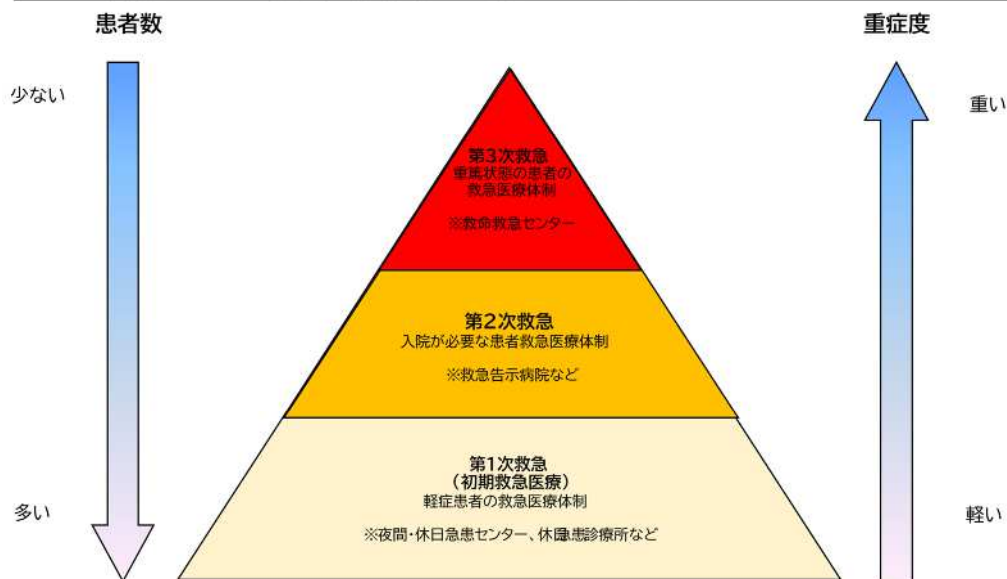 患者数
重症度
少ない
重い
第3次救急
重篤状態の患者の
救急医療体制
※救命救急センター
第2次救急
入院が必要な患者救急医療体制
※救急告示病院など
第1次救急
（初期救急医療）
軽症患者の救急医療体制
※夜間・休日急患センター、休日急患診療所など
多い
軽い